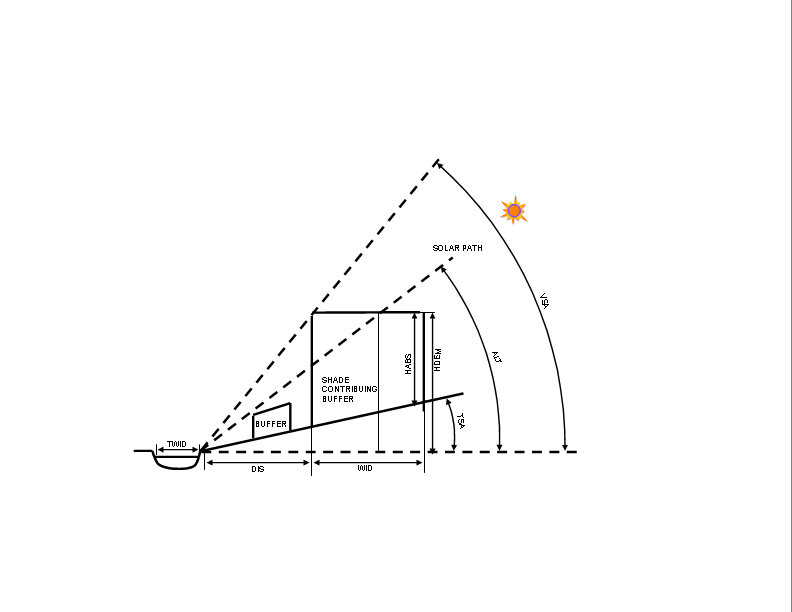 SOLAR PATH
VSA
ALT
HABS
HDEM
SHADE
CONTRIBUING
BUFFER
BUFFER
TSA
TWID
DIS
WID